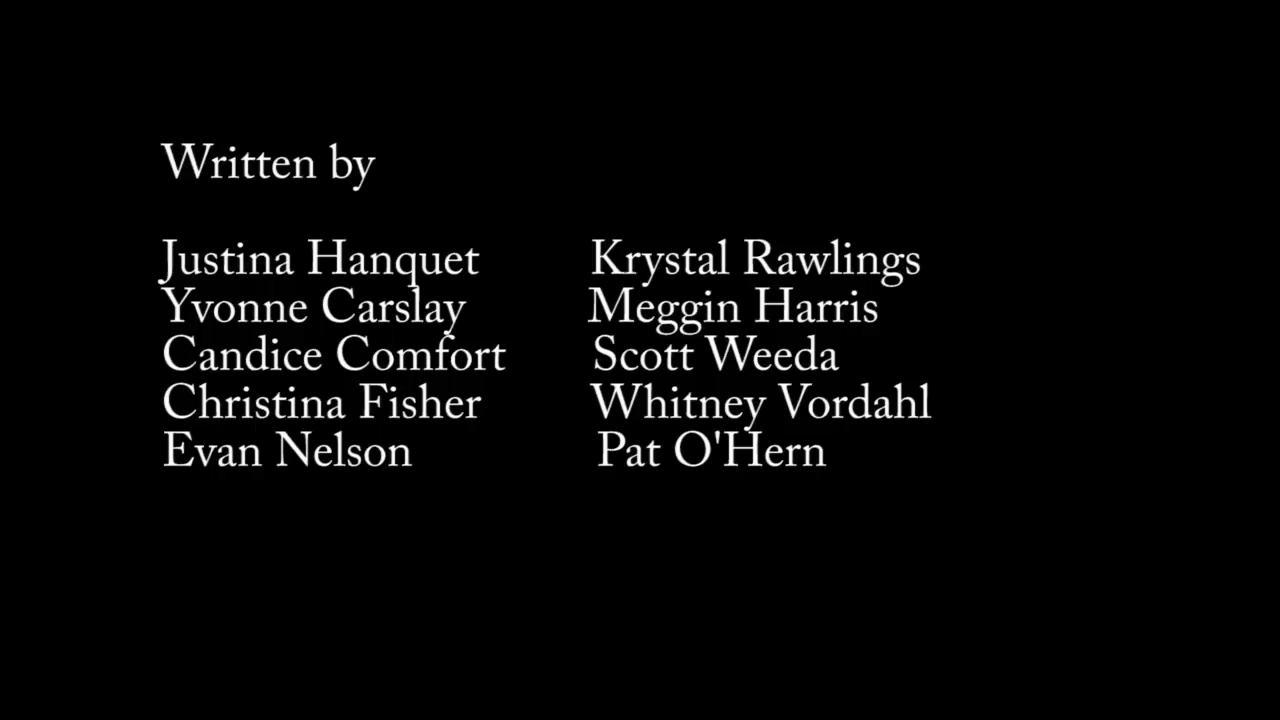 Written by
Justina Hanquet
Yvonne Carslay
Candice Comfort
Christina Fisher
Evan Nelson
Krystal Rawlings
Meggin Harris
Scott Weeda
Whitney Vordahl
Pat O'Hern